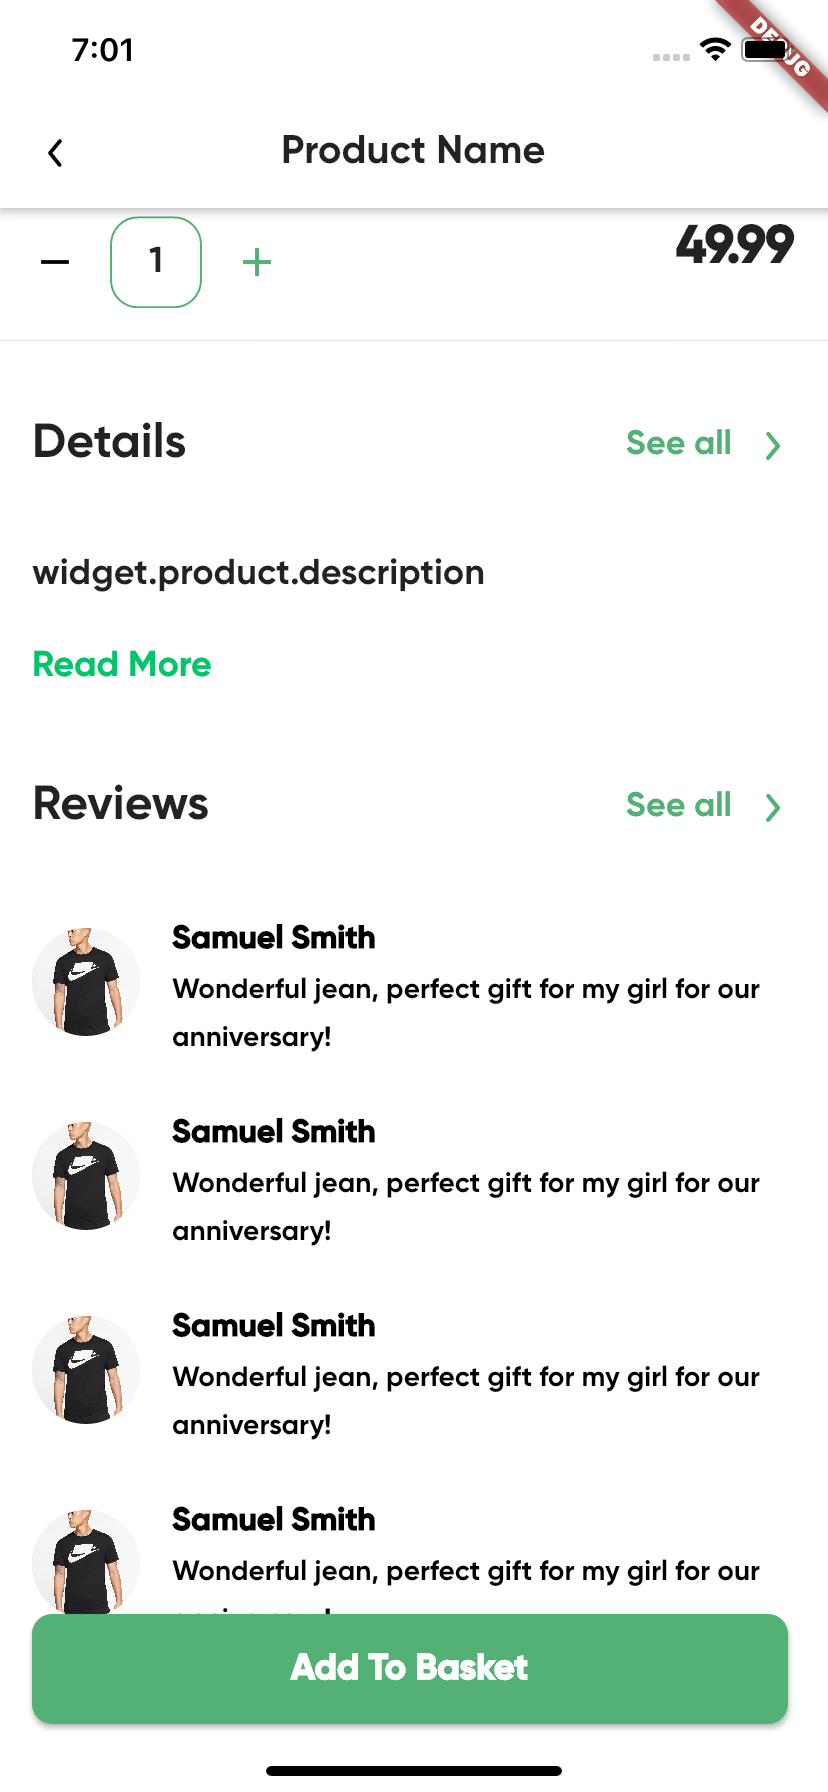 7:01
DEBUG
Product Name
1
49.99
Details
See all
widget.product.description
Read More
Reviews
See all
Samuel Smith
Wonderful jean, perfect gift for my girl for our
anniversary!
Samuel Smith
Wonderful jean, perfect gift for my girl for our
anniversary!
Samuel Smith
Wonderful jean, perfect gift for my girl for our
anniversary!
Samuel Smith
Wonderful jean, perfect gift for my girl for our
Add To Basket